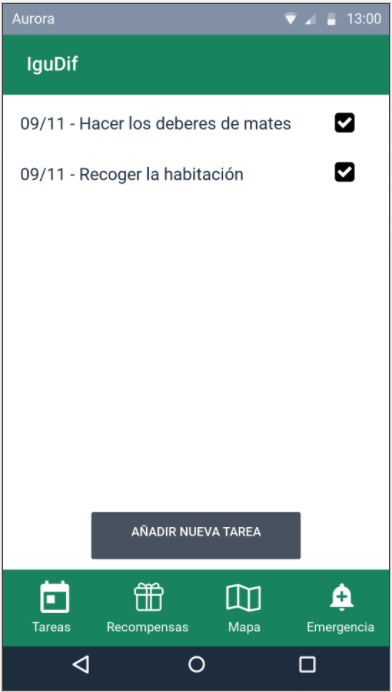 Aurora 13:00
IguDif
09/11 - Hacer los deberes de mates
09/11 - Recoger la habitación
AÑADIR NUEVA TAREA
Tareas Recompensas Mapa Emergencia